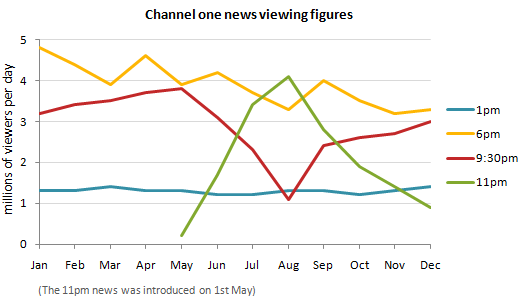 Channel one news viewing figures
millions of viewers per day
5
4
3
2
1
0
Jan Feb Mar Apr May Jun Jul Aug Sep Oct Nov Dec
1pm
6pm
9:30pm
11pm
(The 11pm news was introduced on 1st May)